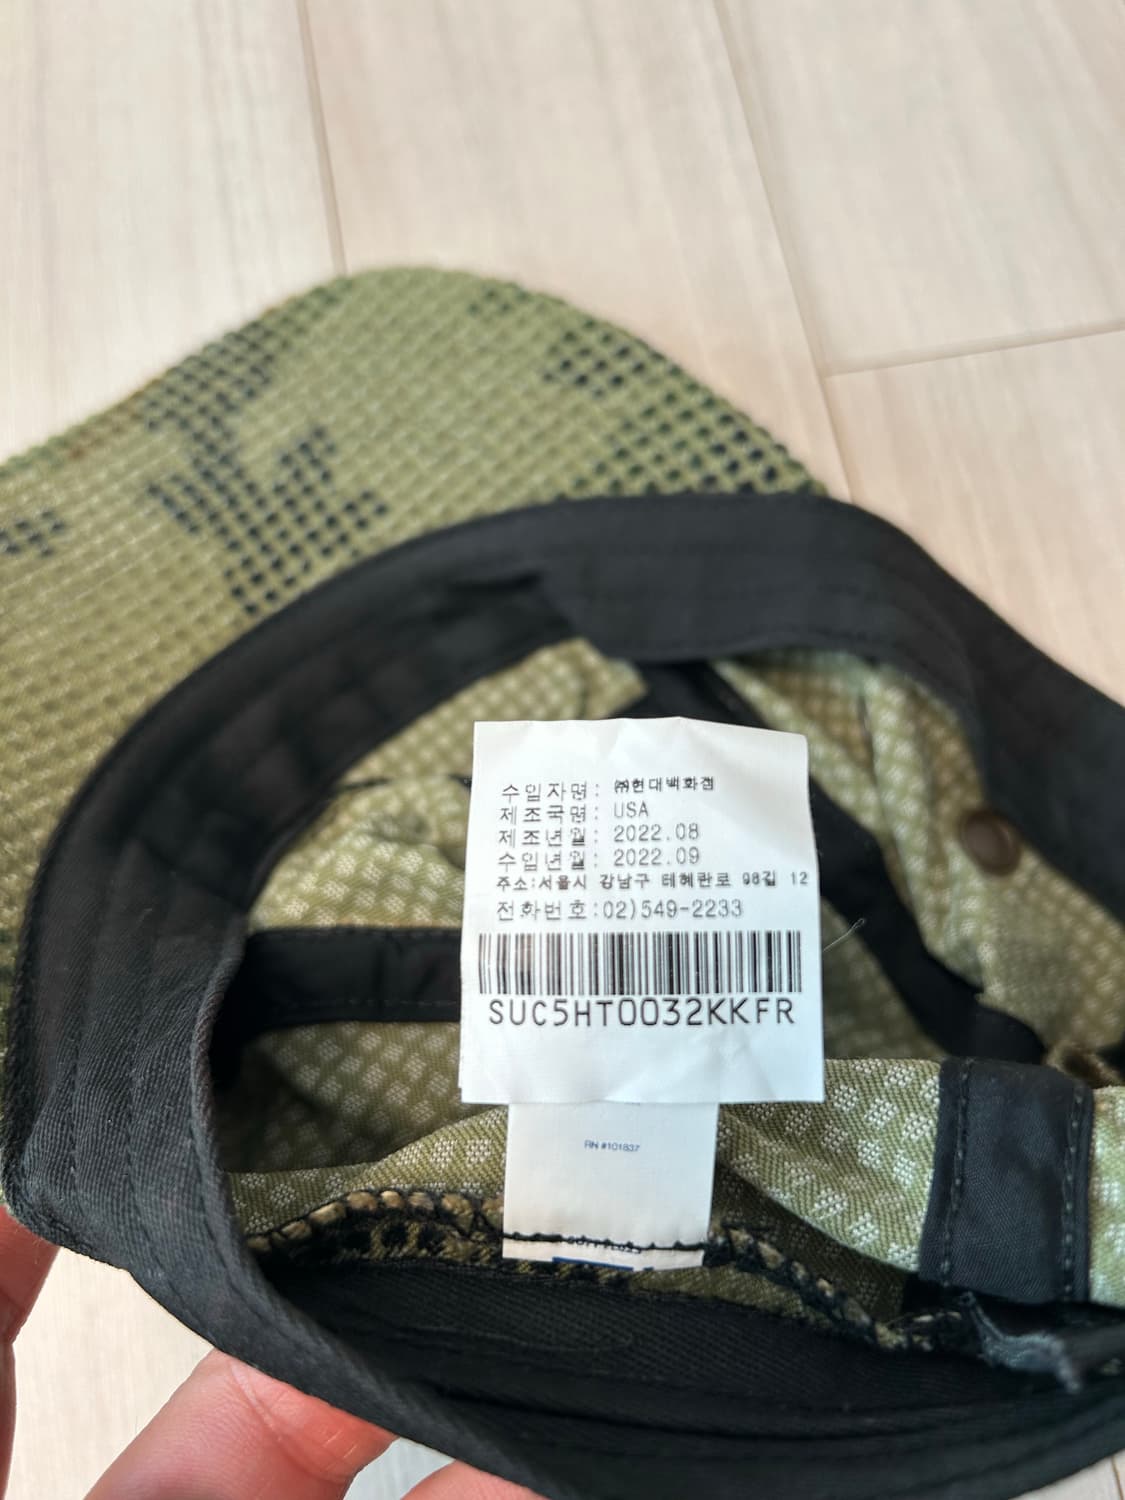 수입자명: ㈜현대백화점
제조국명: USA
제조년월: 2022.08
수입년월: 2022.09
주소:서울시 강남구 테헤란로 98길 12
전화번호:02)549-2233
SUC5HT0032KKFR
RN #101837